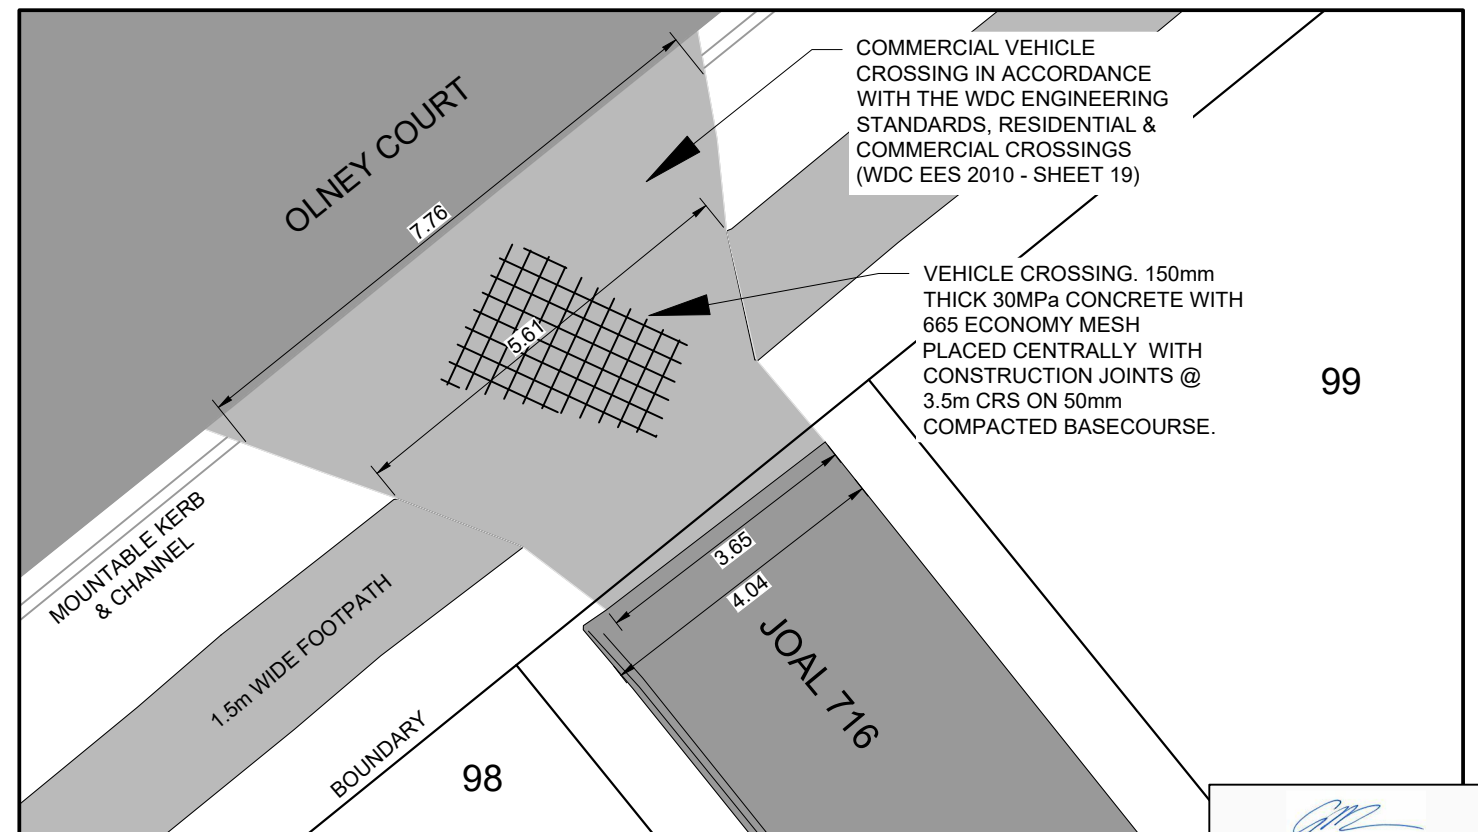 COMMERCIAL VEHICLE
CROSSING IN ACCORDANCE
WITH THE WDC ENGINEERING
STANDARDS, RESIDENTIAL &
COMMERCIAL CROSSINGS
(WDC EES 2010 - SHEET 19)
OLNEY COURT
7.76
5.61
VEHICLE CROSSING. 150mm
THICK 30MPa CONCRETE WITH
665 ECONOMY MESH
PLACED CENTRALLY WITH
CONSTRUCTION JOINTS @
3.5m CRS ON 50mm
COMPACTED BASECOURSE.
99
MOUNTABLE KERB
& CHANNEL
1.5m WIDE FOOTPATH
3.65
4.04
JOAL 716
BOUNDARY
98